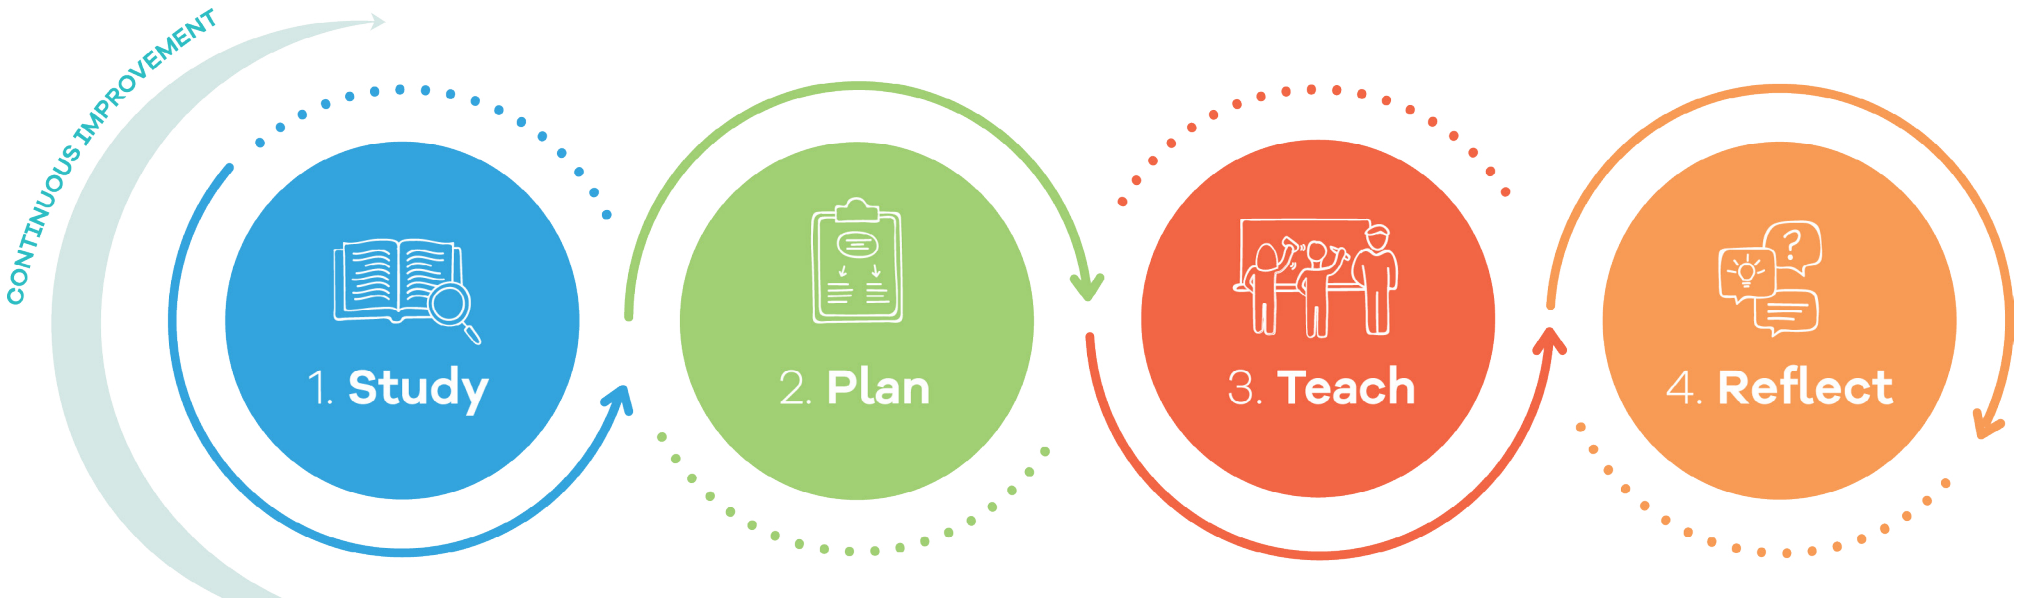 CONTINUOUS IMPROVEMENT
1. Study
2. Plan
3. Teach
4. Reflect